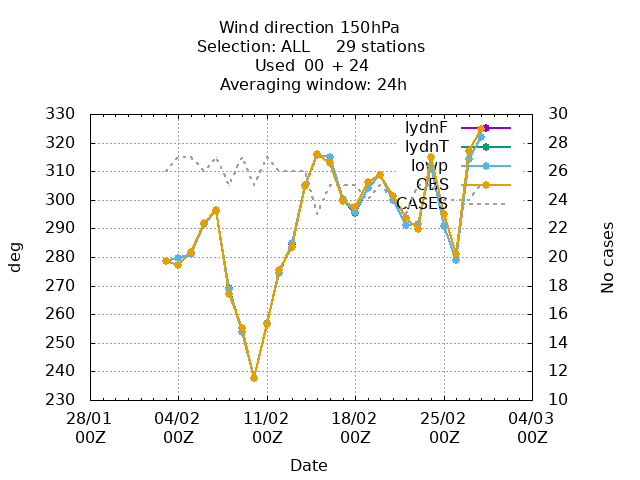 Wind direction 150hPa
Selection: ALL 29 stations
Used 00 + 24
Averaging window: 24h
330 30
320 28
310 26
300 24
290 22
280 20
270 18
260 16
250 14
240 12
230 10
lydnF
lydnT
lowp
OBS
CASES
deg
No cases
28/01 04/02 11/02 18/02 25/02 04/03
00Z 00Z 00Z 00Z 00Z 00Z
Date